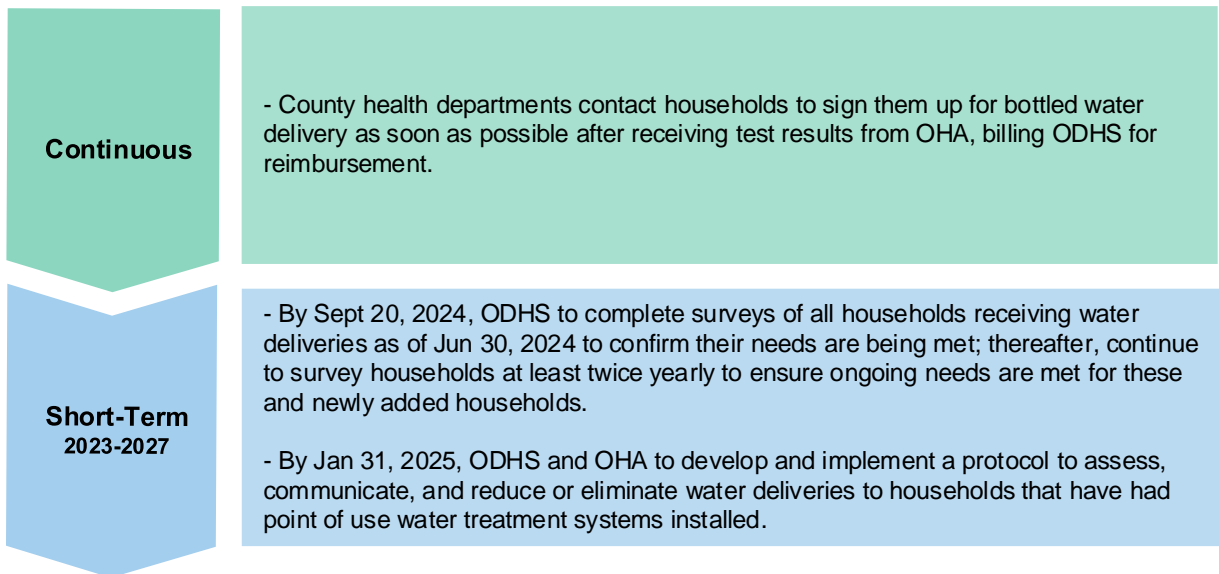 Continuous
- County health departments contact households to sign them up for bottled water
delivery as soon as possible after receiving test results from OHA, billing ODHS for
reimbursement.
Short-Term
2023-2027
- By Sept 20, 2024, ODHS to complete surveys of all households receiving water
deliveries as of Jun 30, 2024 to confirm their needs are being met; thereafter, continue
to survey households at least twice yearly to ensure ongoing needs are met for these
and newly added households.
- By Jan 31, 2025, ODHS and OHA to develop and implement a protocol to assess,
communicate, and reduce or eliminate water deliveries to households that have had
point of use water treatment systems installed.